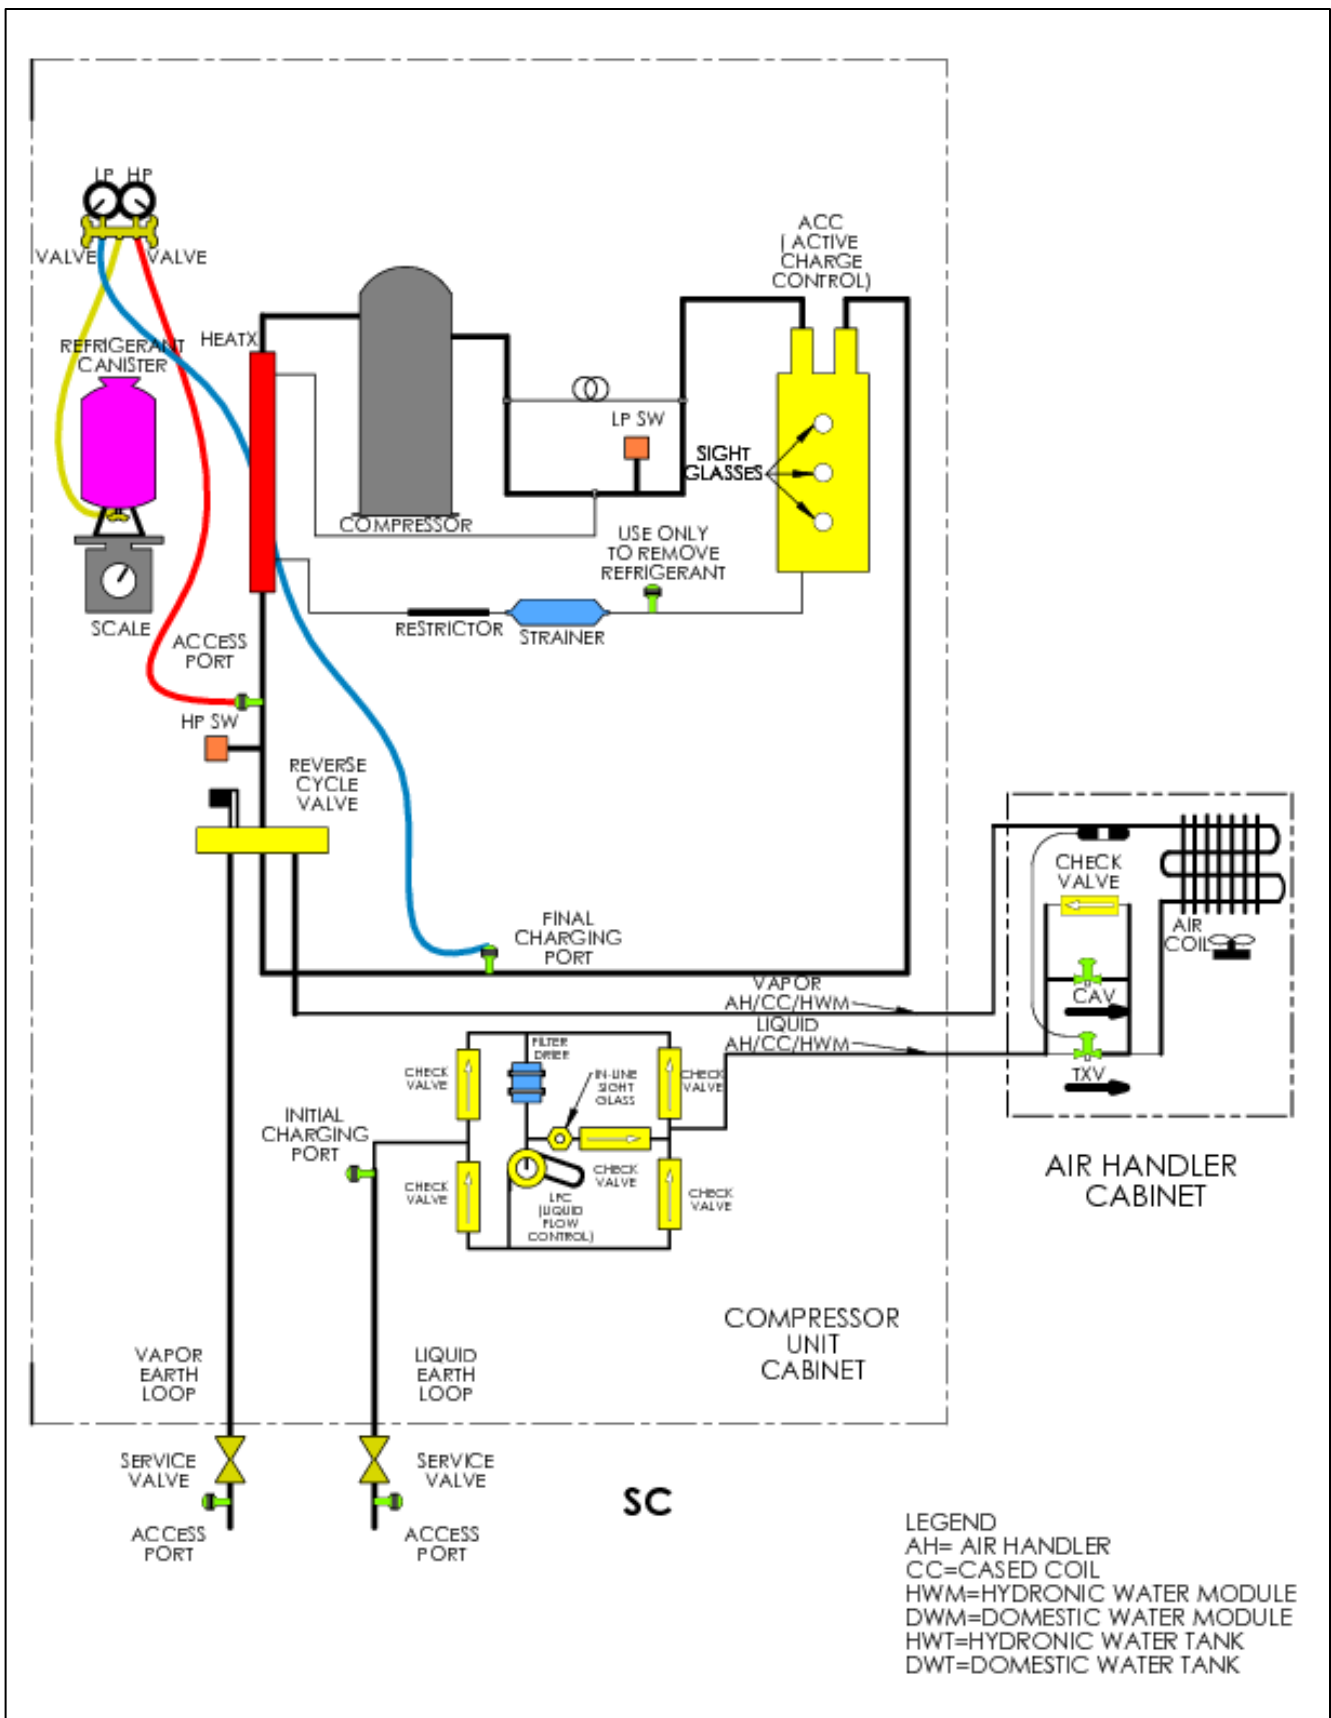 LP HP
VALVE
VALVE
REFRIGERANT
CANISTER
SCALE
HEATX
COMPRESSOR
ACC
( ACTIVE
CHARGE
CONTROL)
LP SW
SIGHT
GLASSES
USE ONLY
TO REMOVE
REFRIGERANT
RESTRICTOR
STRAINER
ACCESS
PORT
HP SW
REVERSE
CYCLE
VALVE
FINAL
CHARGING
PORT
VAPOR
AH/CC/HWM
LIQUID
AH/CC/HWM
CHECK
VALVE
AIR
COIL
CAV
TXV
AIR HANDLER
CABINET
FILTER
DRIER
CHECK
VALVE
IN-LINE
SIGHT
GLASS
CHECK
VALVE
INITIAL
CHARGING
PORT
CHECK
VALVE
CHECK
VALVE
CHECK
VALVE
LFC
(LIQUID
FLOW
CONTROL)
COMPRESSOR
UNIT
CABINET
VAPOR
EARTH
LOOP
LIQUID
EARTH
LOOP
SERVICE
VALVE
SERVICE
VALVE
ACCESS
PORT
ACCESS
PORT
SC
LEGEND
AH= AIR HANDLER
CC=CASED COIL
HWM=HYDRONIC WATER MODULE
DWM=DOMESTIC WATER MODULE
HWT=HYDRONIC WATER TANK
DWT=DOMESTIC WATER TANK